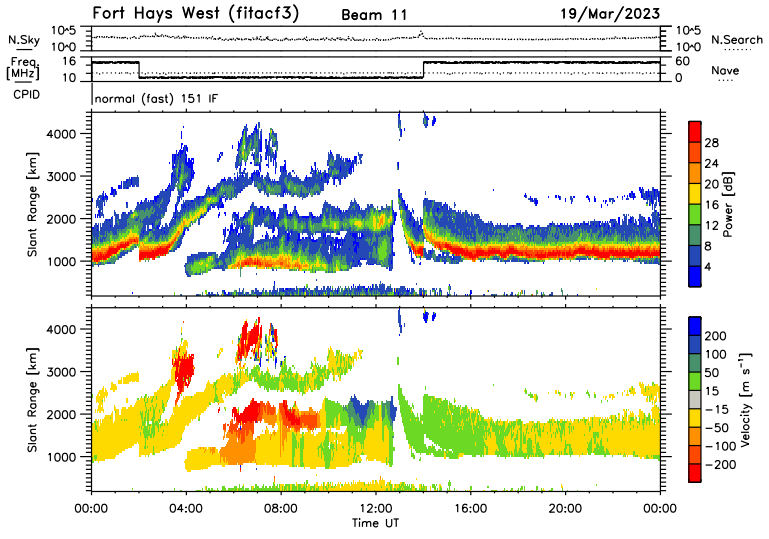 Fort Hays West (fitacf3) Beam 11 19/Mar/2023
N.Sky 10^5 10^0 10^5 10^0 N.Search
Freq. [MHz] 16 10 60 0 Nave
CPID normal (fast) 151 IF
Slant Range [km] 4000 3000 2000 1000
Power [dB] 28 24 20 16 12 8 4
Slant Range [km] 4000 3000 2000 1000
Velocity [m s⁻¹] 200 100 50 15 −15 −50 −100 −200
00:00 04:00 08:00 12:00 16:00 20:00 00:00
Time UT